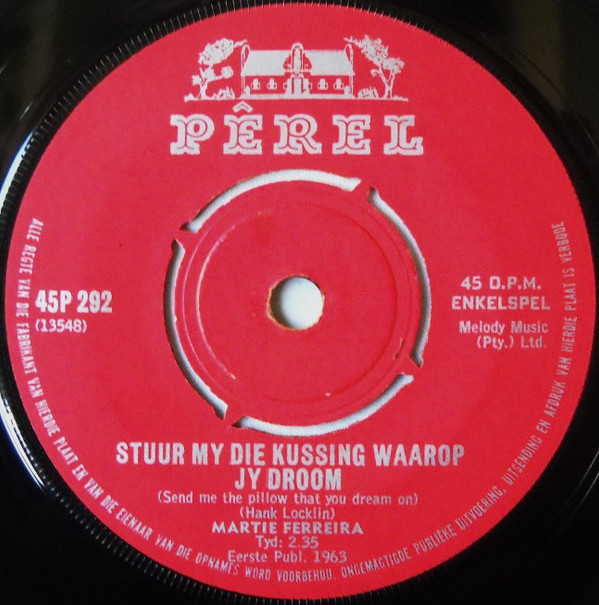 PÊREL
45P 292
(13548)
45 O.P.M.
ENKELSPEL
Melody Music
(Pty.) Ltd.
STUUR MY DIE KUSSING WAAROP
JY DROOM
(Send me the pillow that you dream on)
(Hank Locklin)
MARTIE FERREIRA
Tyd: 2.35
Eerste Publ. 1963
ALLE REGTE VAN DIE FABRIKANT VAN HIERDIE PLAAT EN VAN DIE EIENAAR VAN DIE OPNAMES WORD VOORBEHOU. ONGEMAGTIGDE PUBLIEKE UITVOERING, UITSENDING EN AFDRUK VAN HIERDIE PLAAT IS VERBODE